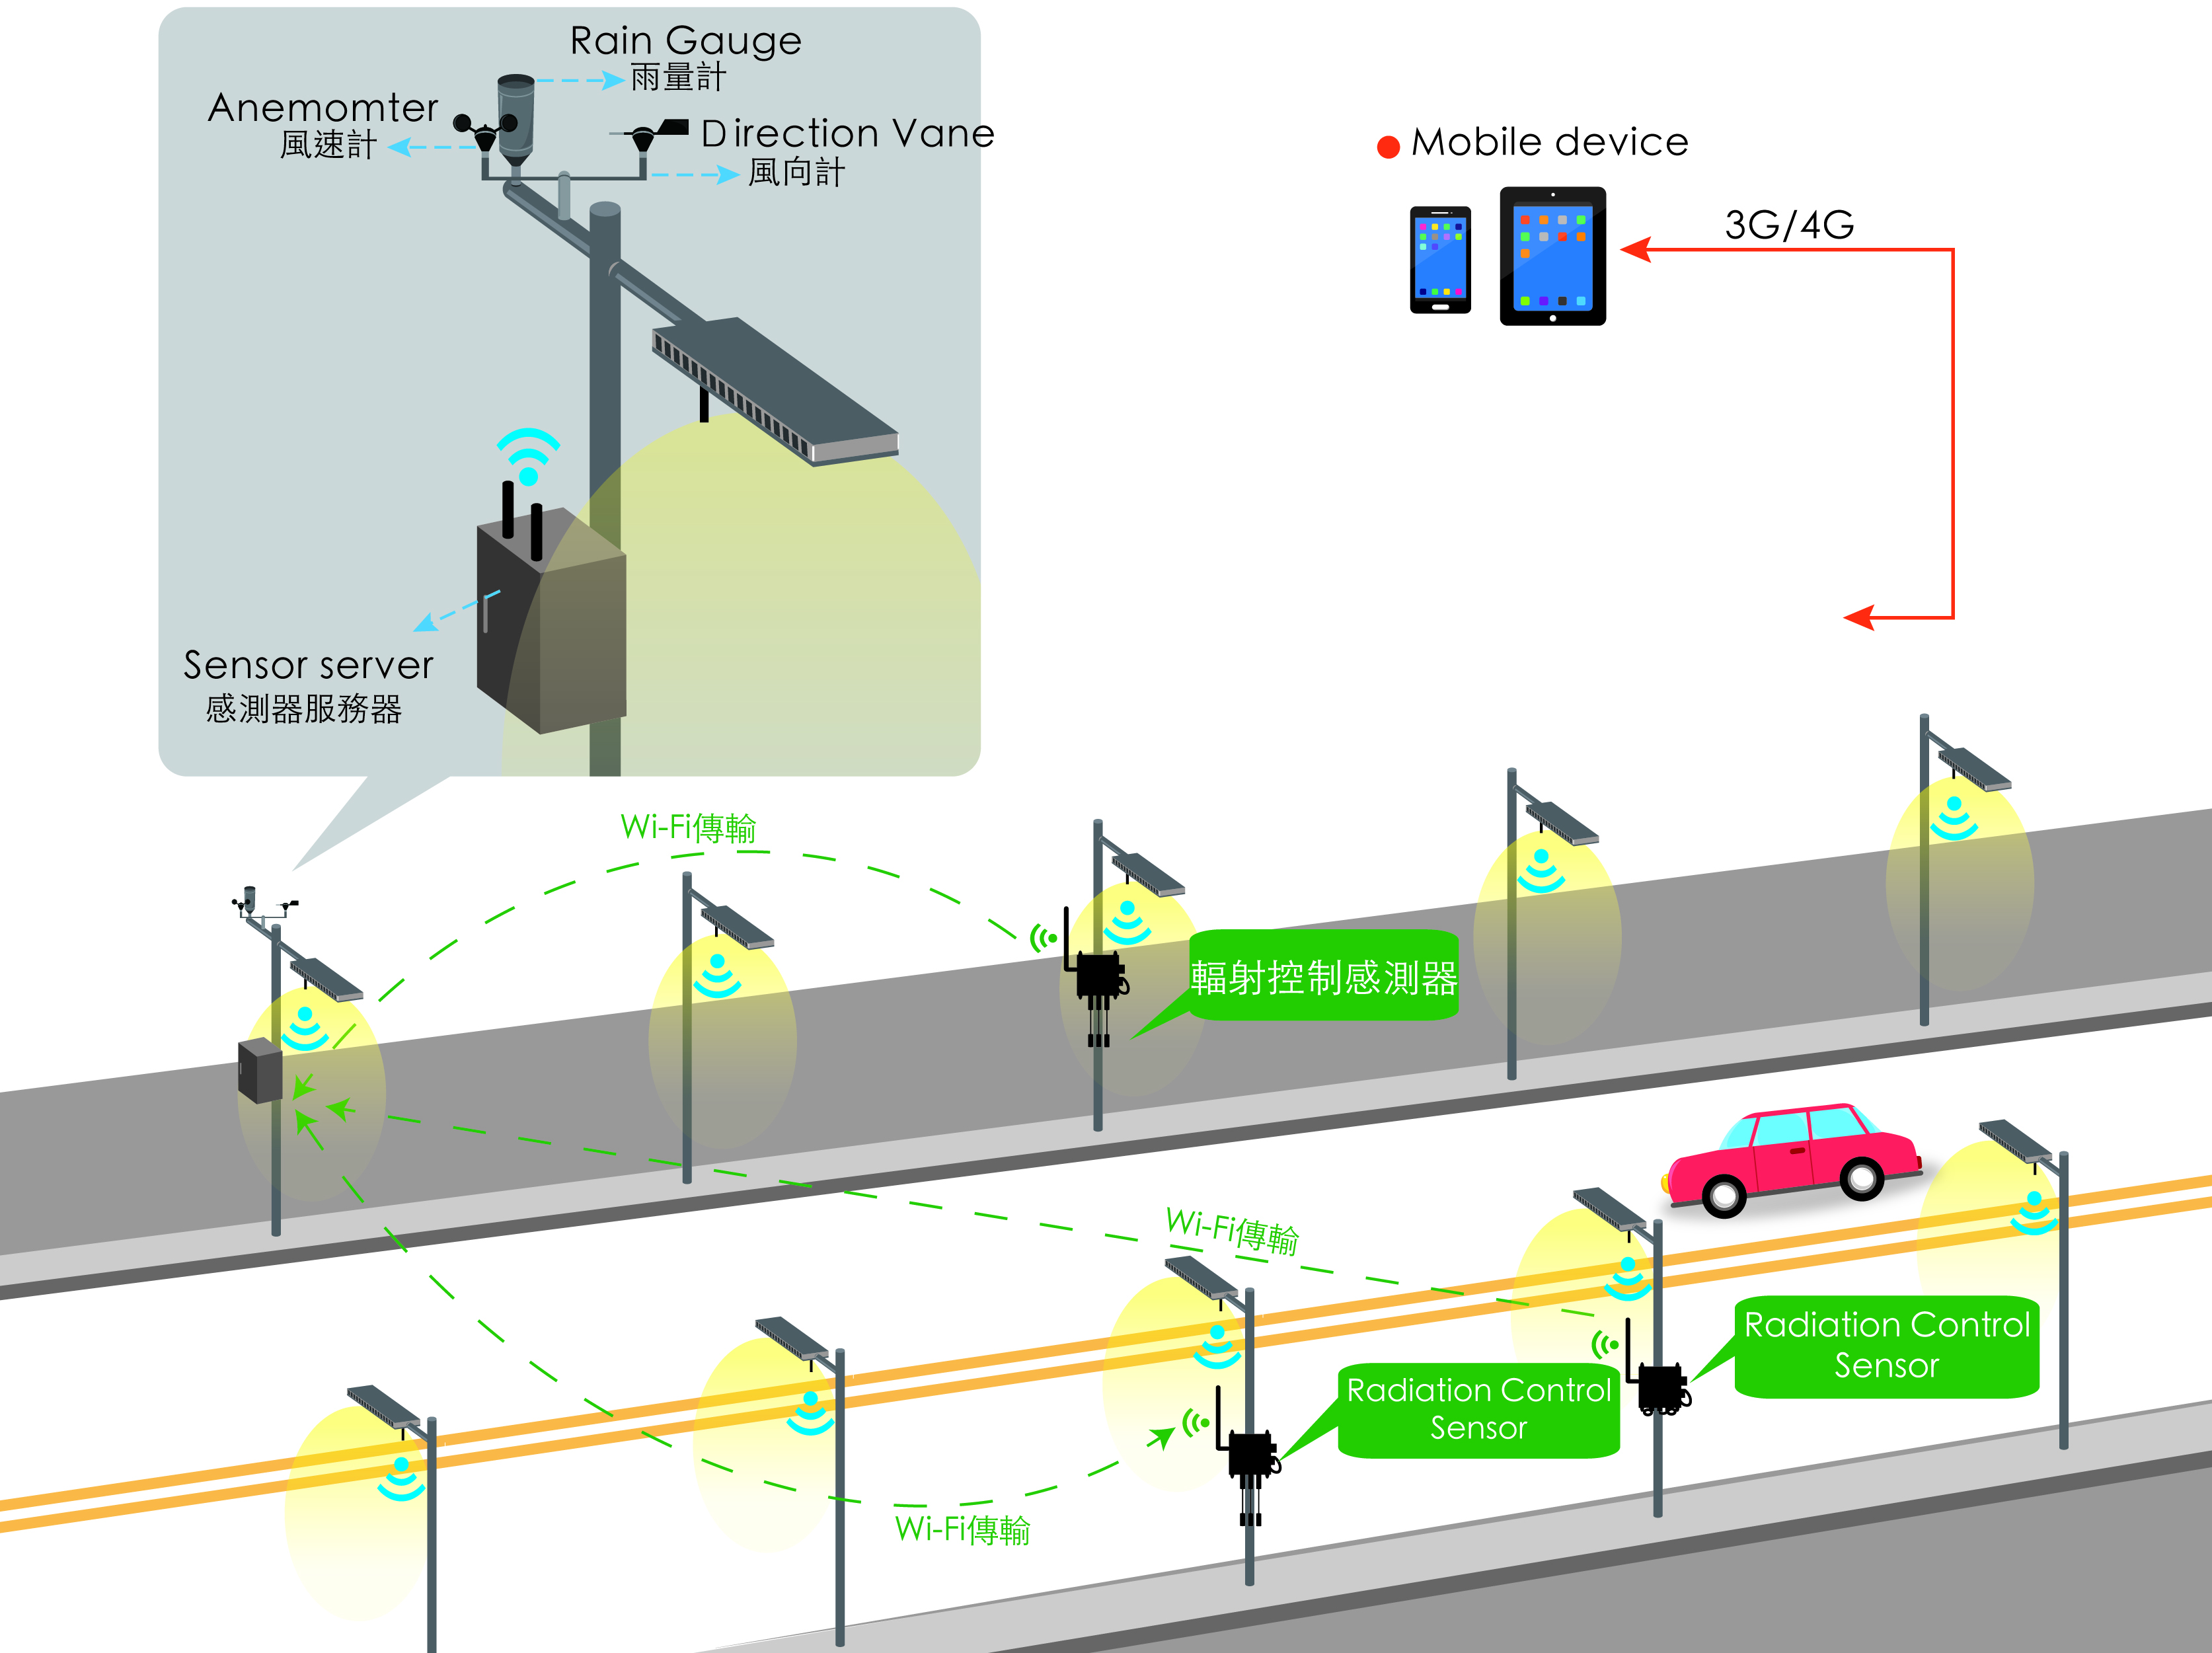 Rain Gauge
雨量計
Anemomter
風速計
Direction Vane
風向計
Mobile device
3G/4G
Sensor server
感測器服務器
Wi-Fi傳輸
輻射控制感測器
Wi-Fi傳輸
Radiation Control
Sensor
Radiation Control
Sensor
Wi-Fi傳輸